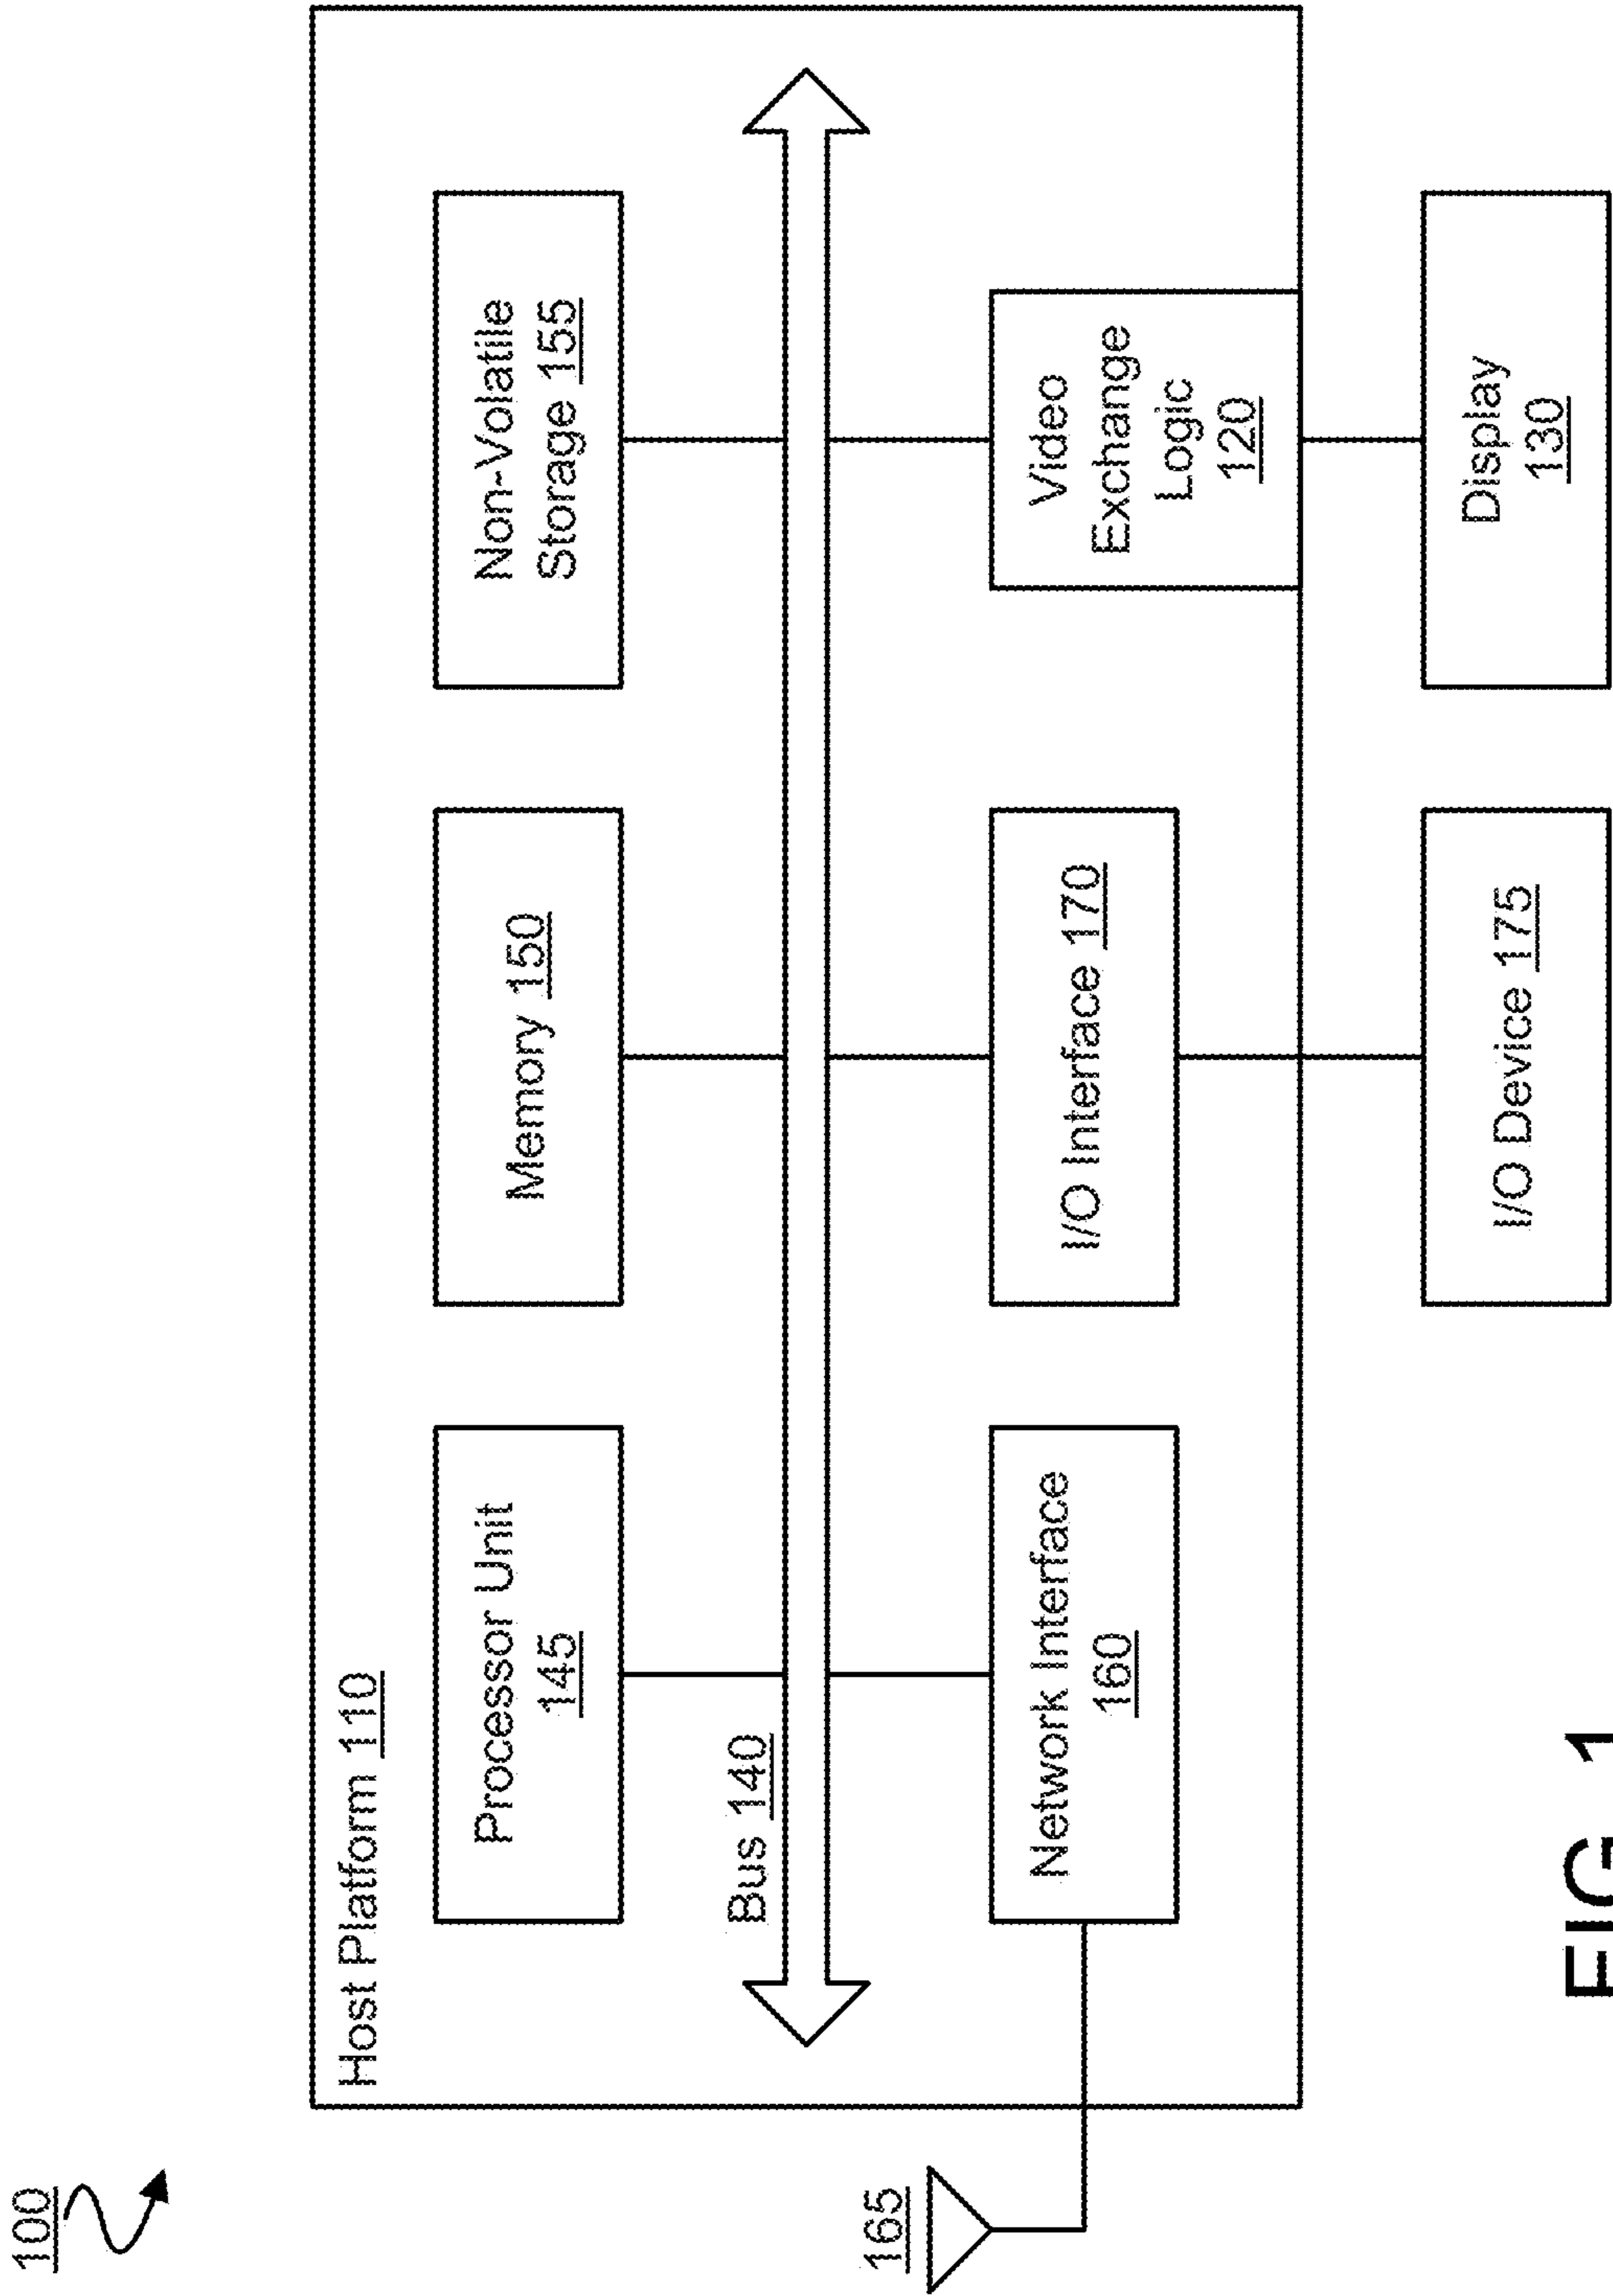 100
Host Platform 110
Processor Unit
145
Memory 150
Non-Volatile
Storage 155
Bus 140
165
Network Interface
160
I/O Interface 170
Video
Exchange
Logic
120
I/O Device 175
Display
130
FIG. 1